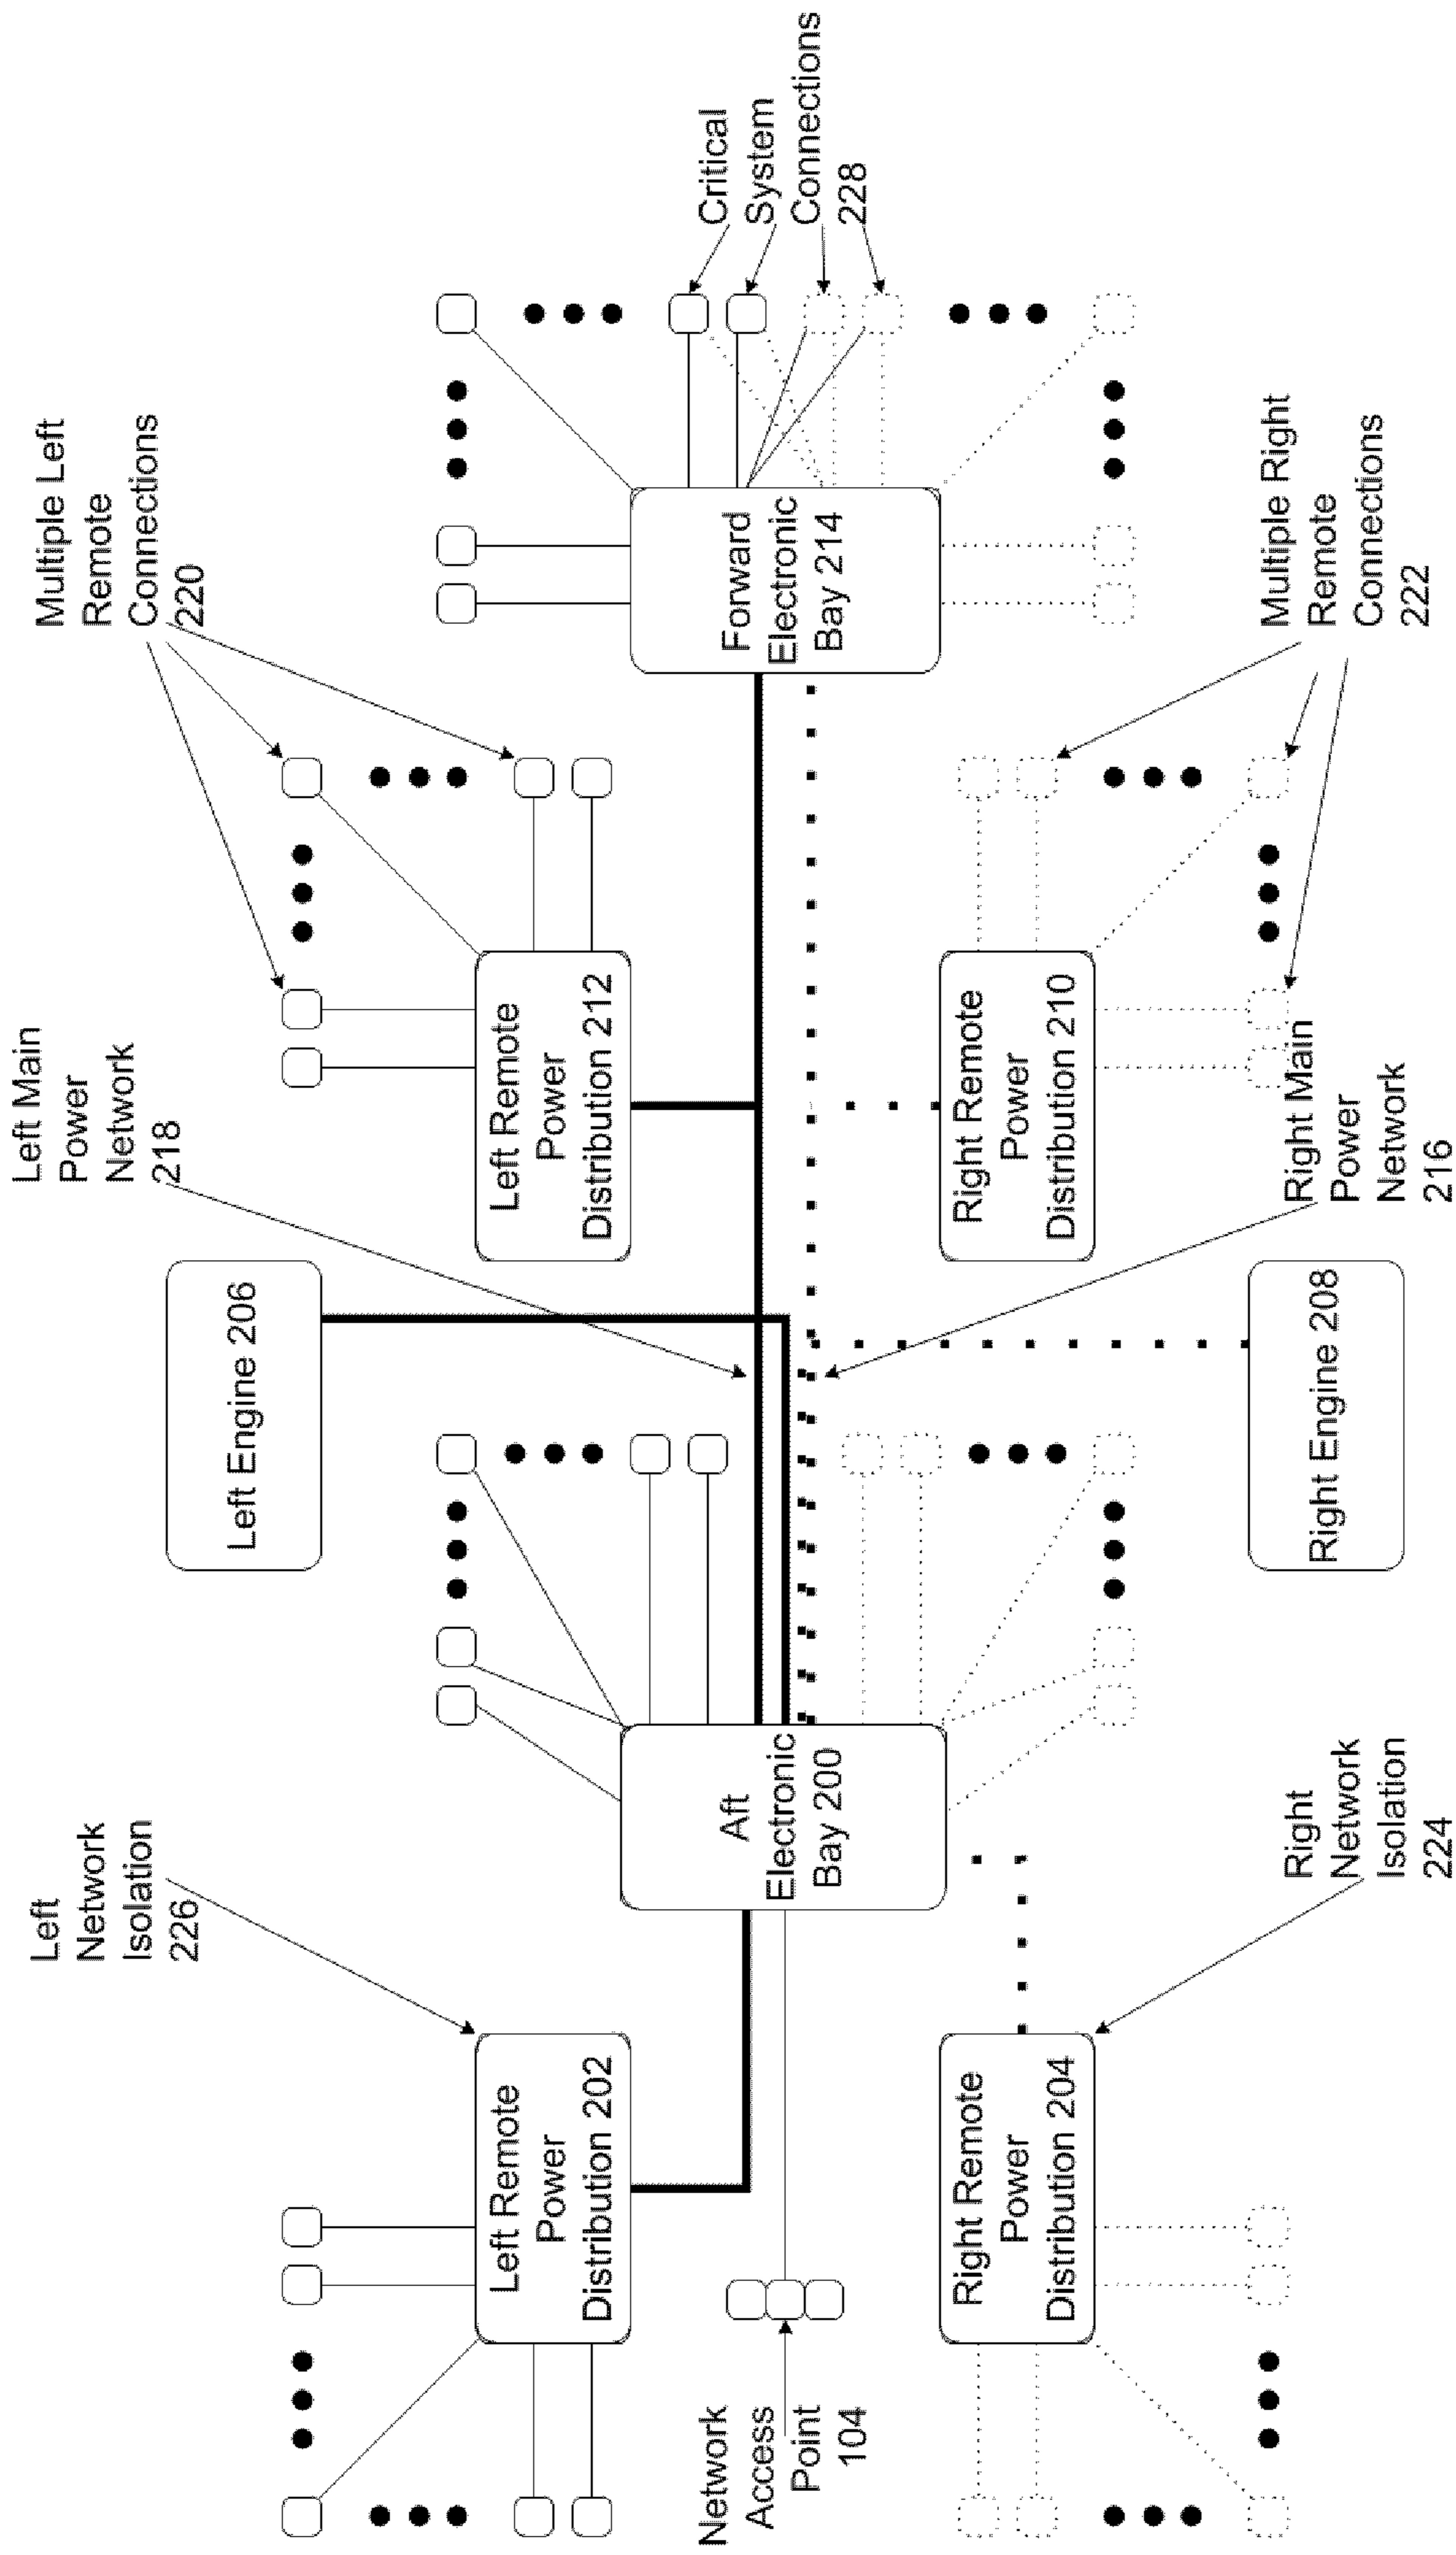 Left
Network
Isolation
226
Left Main
Power
Network
218
Multiple Left
Remote
Connections
220
Left Engine 206
Left Remote
Power
Distribution 202
Left Remote
Power
Distribution 212
Network
Access
Point
104
Aft
Electronic
Bay 200
Forward
Electronic
Bay 214
Critical
System
Connections
228
Right Remote
Power
Distribution 204
Right Remote
Power
Distribution 210
Right Engine 208
Right
Network
Isolation
224
Right Main
Power
Network
216
Multiple Right
Remote
Connections
222